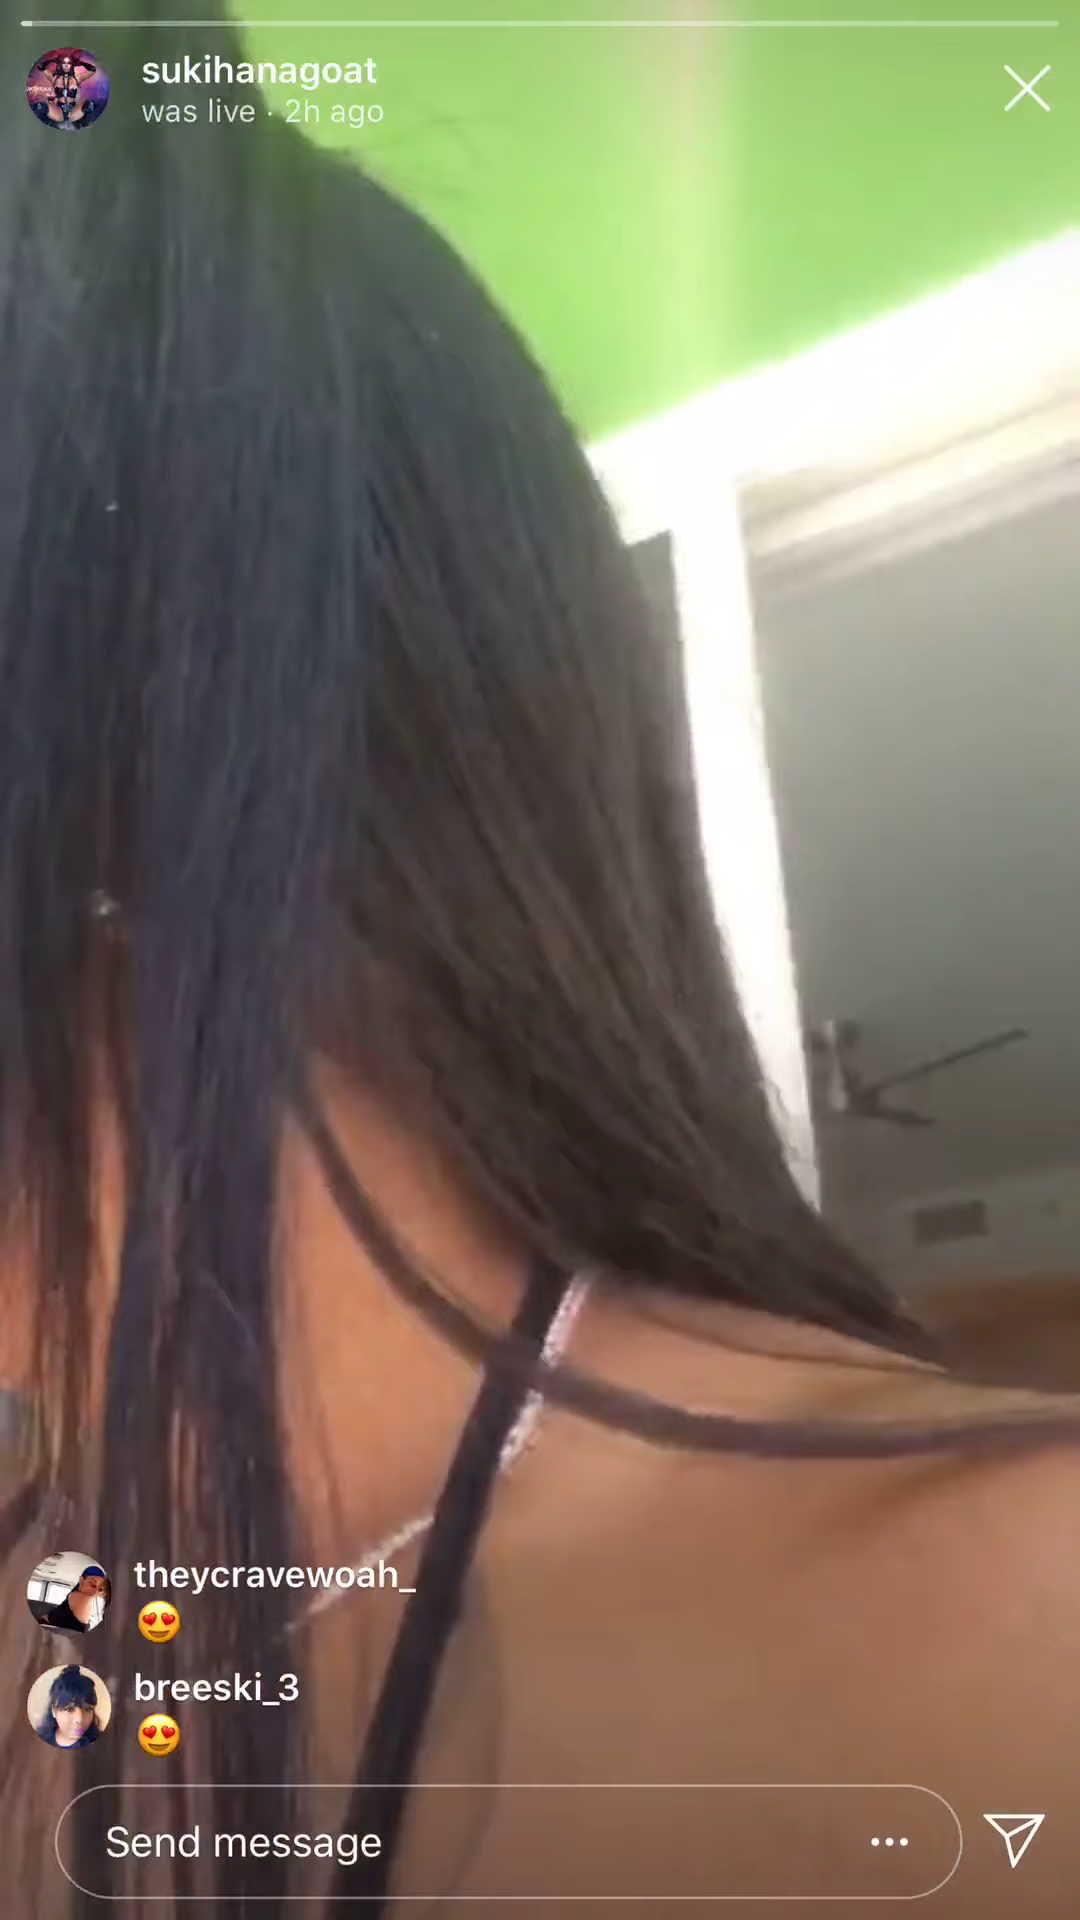 sukihanagoat
was live · 2h ago
theycravewoah_
😍
breeski_3
😍
Send message